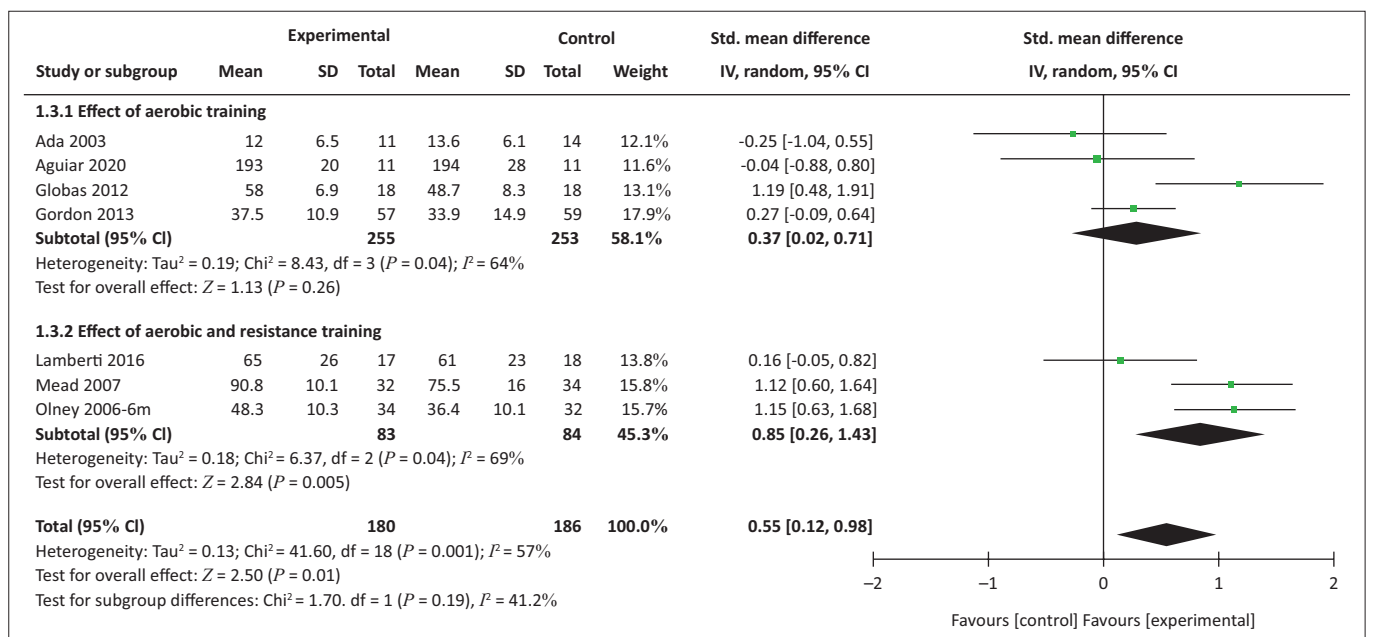 Experimental Control Std. mean difference Std. mean difference
Study or subgroup Mean SD Total Mean SD Total Weight IV, random, 95% CI IV, random, 95% CI
1.3.1 Effect of aerobic training
Ada 2003 12 6.5 11 13.6 6.1 14 12.1% -0.25 [-1.04, 0.55]
Aguiar 2020 193 20 11 194 28 11 11.6% -0.04 [-0.88, 0.80]
Globas 2012 58 6.9 18 48.7 8.3 18 13.1% 1.19 [0.48, 1.91]
Gordon 2013 37.5 10.9 57 33.9 14.9 59 17.9% 0.27 [-0.09, 0.64]
Subtotal (95% Cl) 255 253 58.1% 0.37 [0.02, 0.71]
Heterogeneity: Tau² = 0.19; Chi² = 8.43, df = 3 (P = 0.04); I² = 64%
Test for overall effect: Z = 1.13 (P = 0.26)
1.3.2 Effect of aerobic and resistance training
Lamberti 2016 65 26 17 61 23 18 13.8% 0.16 [-0.05, 0.82]
Mead 2007 90.8 10.1 32 75.5 16 34 15.8% 1.12 [0.60, 1.64]
Olney 2006-6m 48.3 10.3 34 36.4 10.1 32 15.7% 1.15 [0.63, 1.68]
Subtotal (95% Cl) 83 84 45.3% 0.85 [0.26, 1.43]
Heterogeneity: Tau² = 0.18; Chi² = 6.37, df = 2 (P = 0.04); I² = 69%
Test for overall effect: Z = 2.84 (P = 0.005)
Total (95% Cl) 180 186 100.0% 0.55 [0.12, 0.98]
Heterogeneity: Tau² = 0.13; Chi² = 41.60, df = 18 (P = 0.001); I² = 57%
Test for overall effect: Z = 2.50 (P = 0.01)
Test for subgroup differences: Chi² = 1.70. df = 1 (P = 0.19), I² = 41.2%
–2 –1 0 1 2
Favours [control] Favours [experimental]